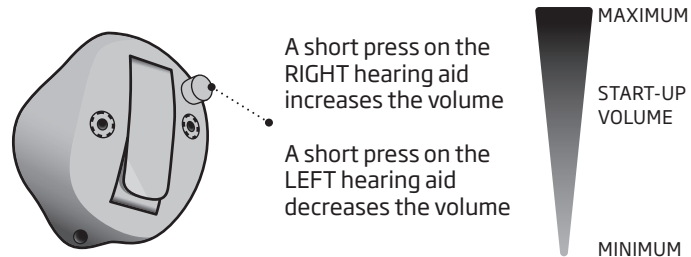 A short press on the
RIGHT hearing aid
increases the volume
A short press on the
LEFT hearing aid
decreases the volume
MAXIMUM
START-UP
VOLUME
MINIMUM